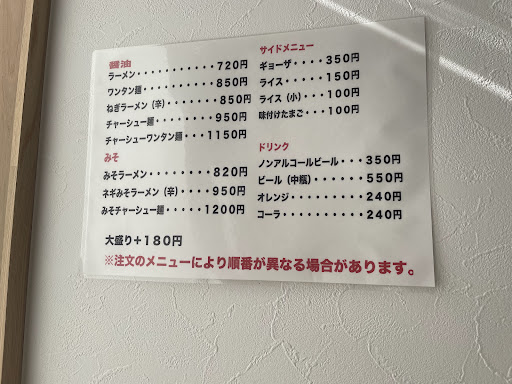 醤油
ラーメン・・・・・・・・・・・720円
ワンタン麺・・・・・・・・・・850円
ねぎラーメン（辛）・・・・・・850円
チャーシュー麺・・・・・・・・950円
チャーシューワンタン麺・・・1150円
みそ
みそラーメン・・・・・・・・・820円
ネギみそラーメン（辛）・・・・950円
みそチャーシュー麺・・・・・1200円
大盛り＋180円
サイドメニュー
ギョーザ・・・・350円
ライス・・・・・150円
ライス（小）・・・100円
味付けたまご・・・100円
ドリンク
ノンアルコールビール・・・350円
ビール（中瓶）・・・・・・550円
オレンジ・・・・・・・・・240円
コーラ・・・・・・・・・・240円
※注文のメニューにより順番が異なる場合があります。